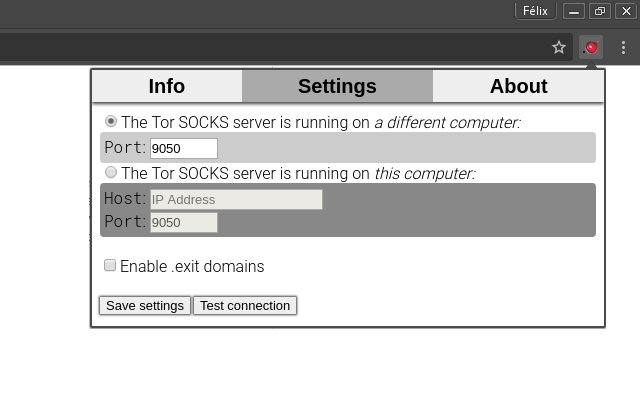 Félix
Info Settings About
The Tor SOCKS server is running on a different computer:
Port: 9050
The Tor SOCKS server is running on this computer:
Host: IP Address
Port: 9050
Enable .exit domains
Save settings Test connection